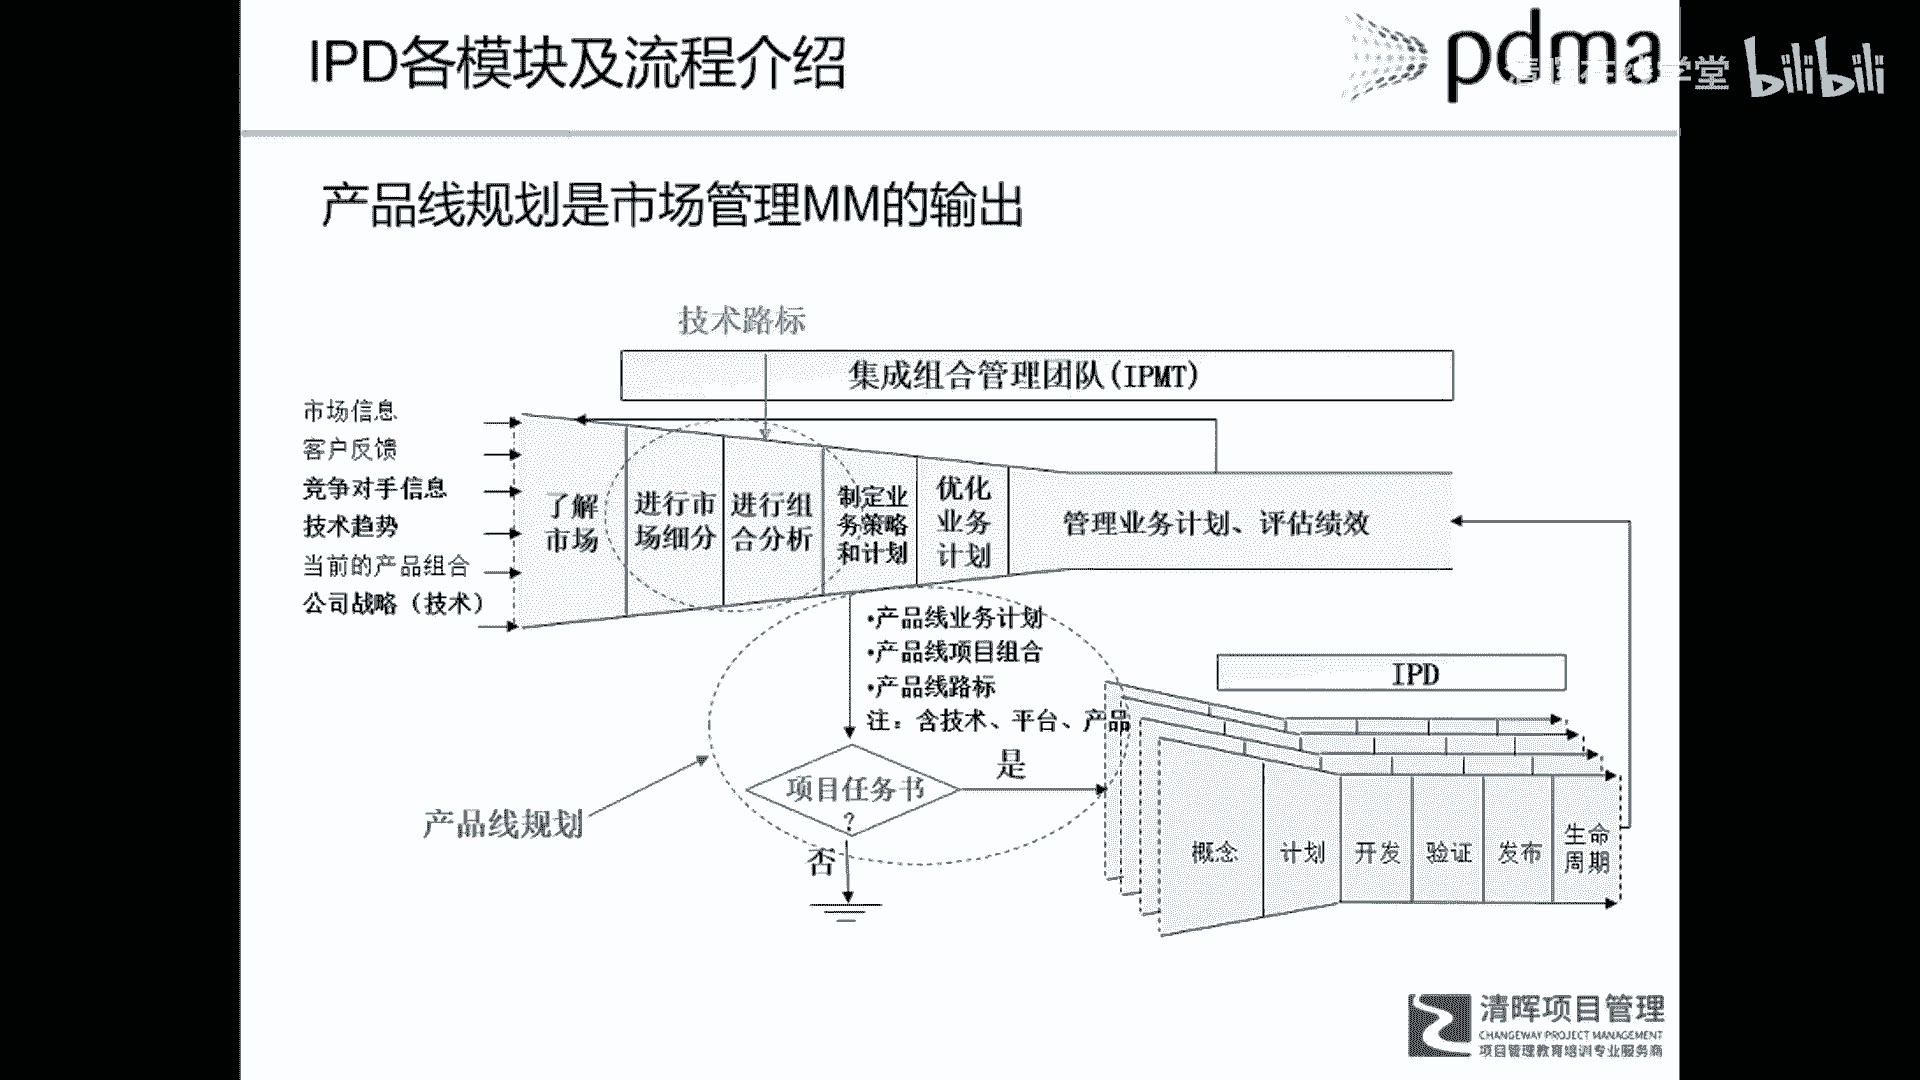 IPD各模块及流程介绍
pdma
bilibili
产品线规划是市场管理MM的输出
技术路标
集成组合管理团队(IPMT)
市场信息
客户反馈
竞争对手信息
技术趋势
当前的产品组合
公司战略（技术）
了解
市场
进行市
场细分
进行组
合分析
制定业
务策略
和计划
优化
业务
计划
管理业务计划、评估绩效
•产品线业务计划
•产品线项目组合
•产品线路标
注：含技术、平台、产品
IPD
项目任务书
?
是
否
产品线规划
概念
计划
开发
验证
发布
生命
周期
清晖项目管理
CHANGEWAY PROJECT MANAGEMENT
项目管理教育培训专业服务商